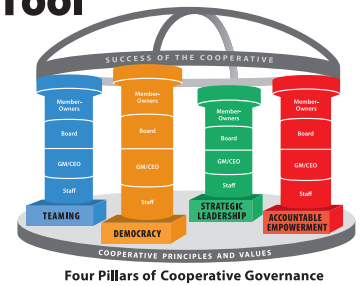 Tool
SUCCESS OF THE COOPERATIVE
Member-
Owners
Board
GM/CEO
Staff
TEAMING
Member-
Owners
Board
GM/CEO
Staff
DEMOCRACY
Member-
Owners
Board
GM/CEO
Staff
STRATEGIC
LEADERSHIP
Member-
Owners
Board
GM/CEO
Staff
ACCOUNTABLE
EMPOWERMENT
COOPERATIVE PRINCIPLES AND VALUES
Four Pillars of Cooperative Governance